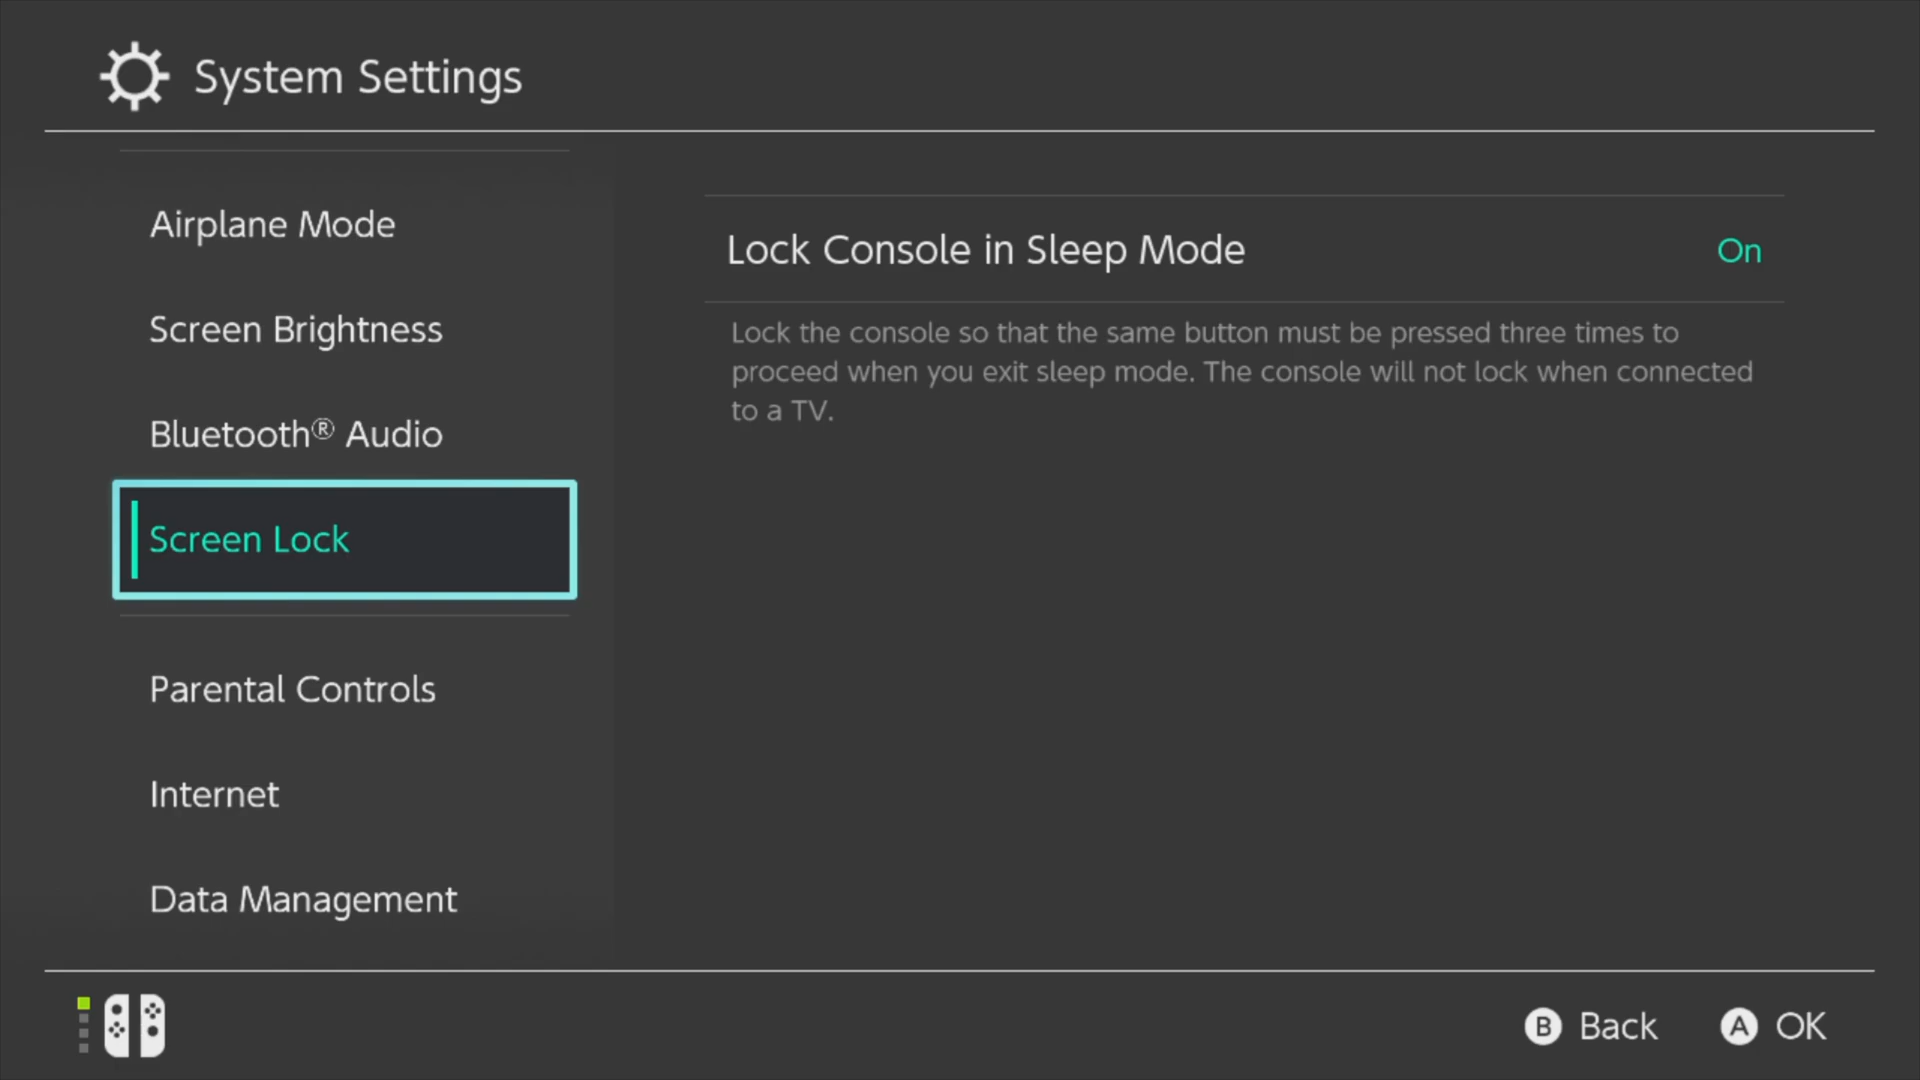 System Settings
Airplane Mode
Screen Brightness
Bluetooth® Audio
Screen Lock
Parental Controls
Internet
Data Management
Lock Console in Sleep Mode
On
Lock the console so that the same button must be pressed three times to
proceed when you exit sleep mode. The console will not lock when connected
to a TV.
B Back
A OK